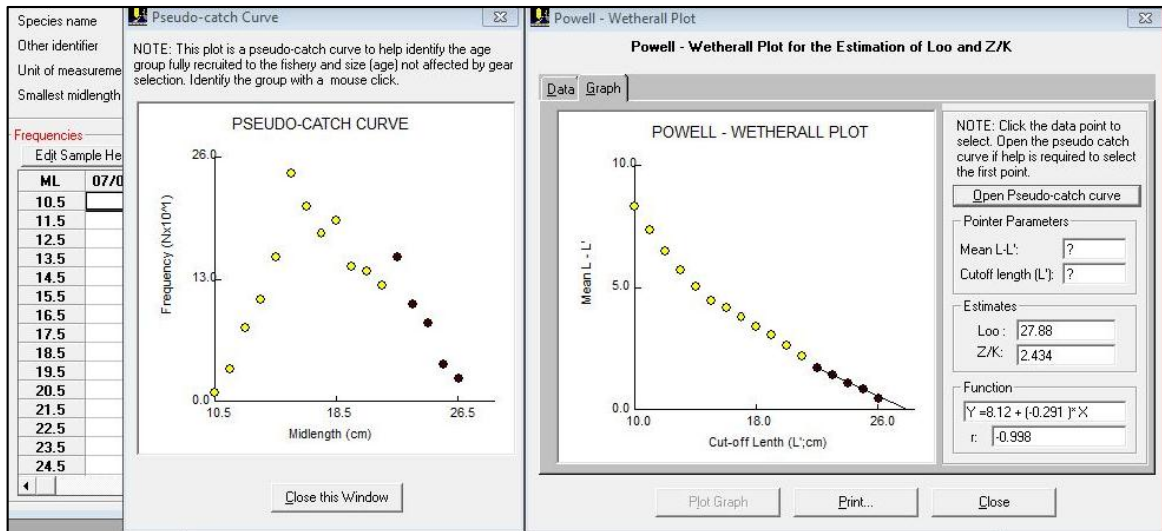 Species name
Other identifier
Unit of measureme
Smallest midlength
Frequencies
Edit Sample He
ML 07/0
10.5
11.5
12.5
13.5
14.5
15.5
16.5
17.5
18.5
19.5
20.5
21.5
22.5
23.5
24.5
Pseudo-catch Curve
NOTE: This plot is a pseudo-catch curve to help identify the age
group fully recruited to the fishery and size (age) not affected by gear
selection. Identify the group with a mouse click.
PSEUDO-CATCH CURVE
26.0
13.0
0.0
Frequency (Nx10^1)
10.5 18.5 26.5
Midlength (cm)
Close this Window
Powell - Wetherall Plot
Powell - Wetherall Plot for the Estimation of Loo and Z/K
Data Graph
POWELL - WETHERALL PLOT
10.0
5.0
0.0
Mean L - L'
10.0 18.0 26.0
Cut-off Lenth (L';cm)
NOTE: Click the data point to
select. Open the pseudo catch
curve if help is required to select
the first point.
Open Pseudo-catch curve
Pointer Parameters
Mean L-L': ?
Cutoff length (L'): ?
Estimates
Loo : 27.88
Z/K: 2.434
Function
Y =8.12 + (-0.291 )* X
r: -0.998
Plot Graph Print... Close